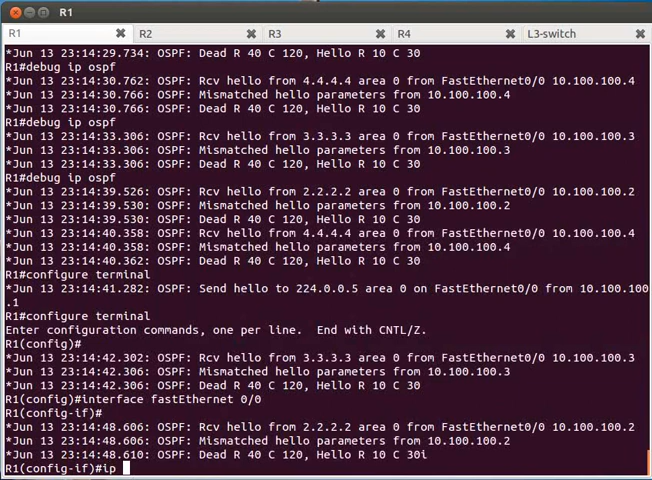 R1
R1
R2
R3
R4
L3-switch
*Jun 13 23:14:29.734: OSPF: Dead R 40 C 120, Hello R 10 C 30
R1#debug ip ospf
*Jun 13 23:14:30.762: OSPF: Rcv hello from 4.4.4.4 area 0 from FastEthernet0/0 10.100.100.4
*Jun 13 23:14:30.766: OSPF: Mismatched hello parameters from 10.100.100.4
*Jun 13 23:14:30.766: OSPF: Dead R 40 C 120, Hello R 10 C 30
R1#debug ip ospf
*Jun 13 23:14:33.306: OSPF: Rcv hello from 3.3.3.3 area 0 from FastEthernet0/0 10.100.100.3
*Jun 13 23:14:33.306: OSPF: Mismatched hello parameters from 10.100.100.3
*Jun 13 23:14:33.306: OSPF: Dead R 40 C 120, Hello R 10 C 30
R1#debug ip ospf
*Jun 13 23:14:39.526: OSPF: Rcv hello from 2.2.2.2 area 0 from FastEthernet0/0 10.100.100.2
*Jun 13 23:14:39.530: OSPF: Mismatched hello parameters from 10.100.100.2
*Jun 13 23:14:39.530: OSPF: Dead R 40 C 120, Hello R 10 C 30
*Jun 13 23:14:40.358: OSPF: Rcv hello from 4.4.4.4 area 0 from FastEthernet0/0 10.100.100.4
*Jun 13 23:14:40.358: OSPF: Mismatched hello parameters from 10.100.100.4
*Jun 13 23:14:40.362: OSPF: Dead R 40 C 120, Hello R 10 C 30
R1#configure terminal
*Jun 13 23:14:41.282: OSPF: Send hello to 224.0.0.5 area 0 on FastEthernet0/0 from 10.100.100
.1
R1#configure terminal
Enter configuration commands, one per line.  End with CNTL/Z.
R1(config)#
*Jun 13 23:14:42.302: OSPF: Rcv hello from 3.3.3.3 area 0 from FastEthernet0/0 10.100.100.3
*Jun 13 23:14:42.306: OSPF: Mismatched hello parameters from 10.100.100.3
*Jun 13 23:14:42.306: OSPF: Dead R 40 C 120, Hello R 10 C 30
R1(config)#interface fastEthernet 0/0
R1(config-if)#
*Jun 13 23:14:48.606: OSPF: Rcv hello from 2.2.2.2 area 0 from FastEthernet0/0 10.100.100.2
*Jun 13 23:14:48.606: OSPF: Mismatched hello parameters from 10.100.100.2
*Jun 13 23:14:48.610: OSPF: Dead R 40 C 120, Hello R 10 C 30i
R1(config-if)#ip